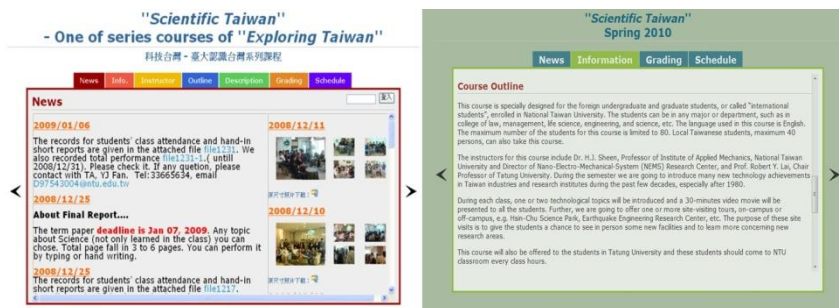 "Scientific Taiwan"
- One of series courses of "Exploring Taiwan"
科技台灣 - 臺大認識台灣系列課程
News Info. Instructor Outline Description Grading Schedule
News
登入
2009/01/06
The records for students' class attendance and hand-in
short reports are given in the attached file file1231. We
also recorded total performance file1231-1.( untill
2008/12/31). Please check it. If any quetion, please
contact with TA, YJ Fan.  Tel:33665634, email
D97543004@ntu.edu.tw
2008/12/25
About Final Report....
The term paper deadline is Jan 07, 2009. Any topic
about Science (not only learned in the class) you can
chose. Total page fall in 3 to 6 pages. You can perform it
by typing or hand writing.
2008/12/25
The records for students' class attendance and hand-in
short reports are given in the attached file file1217.
2008/12/11
原尺寸照片下載:
2008/12/10
原尺寸照片下載:
"Scientific Taiwan"
Spring 2010
News Information Grading Schedule
Course Outline
This course is specially designed for the foreign undergraduate and graduate students, or called "international
students", enrolled in National Taiwan University. The students can be in any major or department, such as in
college of law, management, life science, engineering, and science, etc. The language used in this course is English.
The maximum number of the students for this course is limited to 80. Local Tawanese students, maximum 40
persons, can also take this course.
The instructors for this course include Dr. H.J. Sheen, Professor of Institute of Applied Mechanics, National Taiwan
University and Director of Nano-Electro-Mechanical-System (NEMS) Research Center, and Prof. Robert Y. Lai, Chair
Professor of Tatung University. During the semester we are going to introduce many new technology achievements
in Taiwan industries and research institutes during the past few decades, especially after 1980.
During each class, one or two technological topics will be introduced and a 30-minutes video movie will be
presented to all the students. Further, we are going to offer one or more site-visiting tours, on-campus or
off-campus, e.g. Hsin-Chu Science Park, Earthquake Engineering Research Center, etc. The purpose of these site
visits is to give the students a chance to see in person some new facilities and to learn more concerning new
research areas.
This course will also be offered to the students in Tatung University and these students should come to NTU
classroom every class hours.